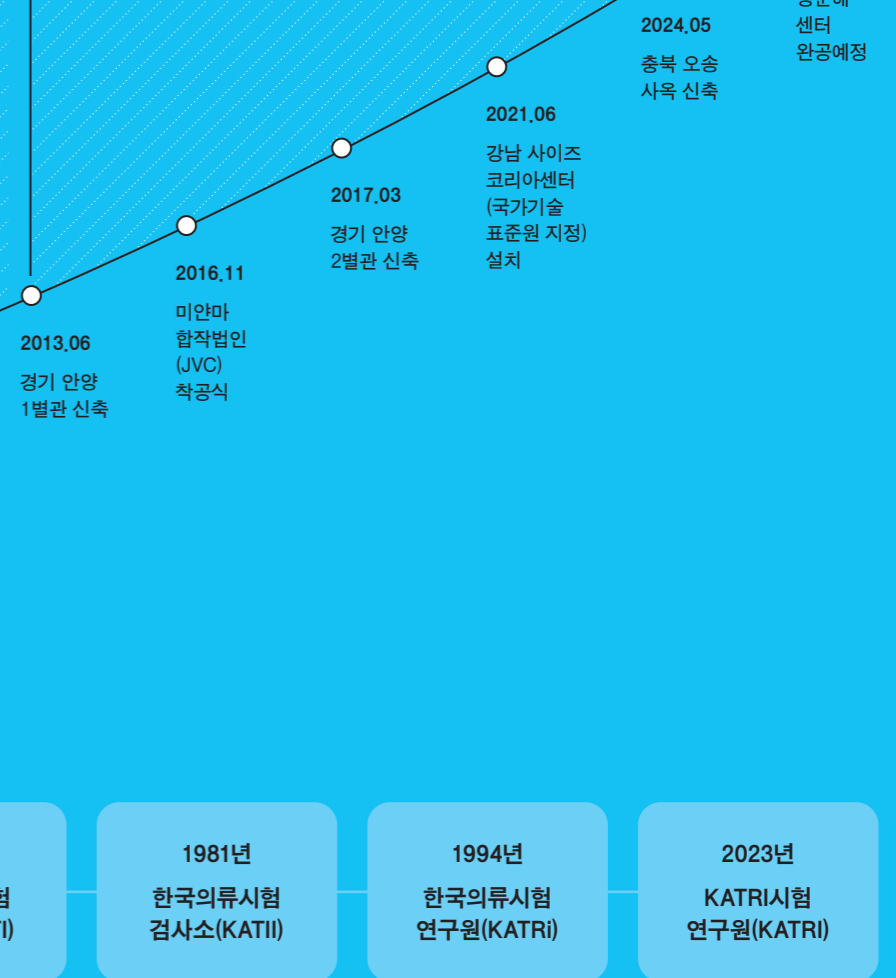 2024.05
충북 오송
사옥 신축
센터
완공예정
2021.06
강남 사이즈
코리아센터
(국가기술
표준원 지정)
설치
2017.03
경기 안양
2별관 신축
2016.11
미얀마
합작법인
(JVC)
착공식
2013.06
경기 안양
1별관 신축
1981년
한국의류시험
검사소(KATII)
1994년
한국의류시험
연구원(KATRi)
2023년
KATRI시험
연구원(KATRI)